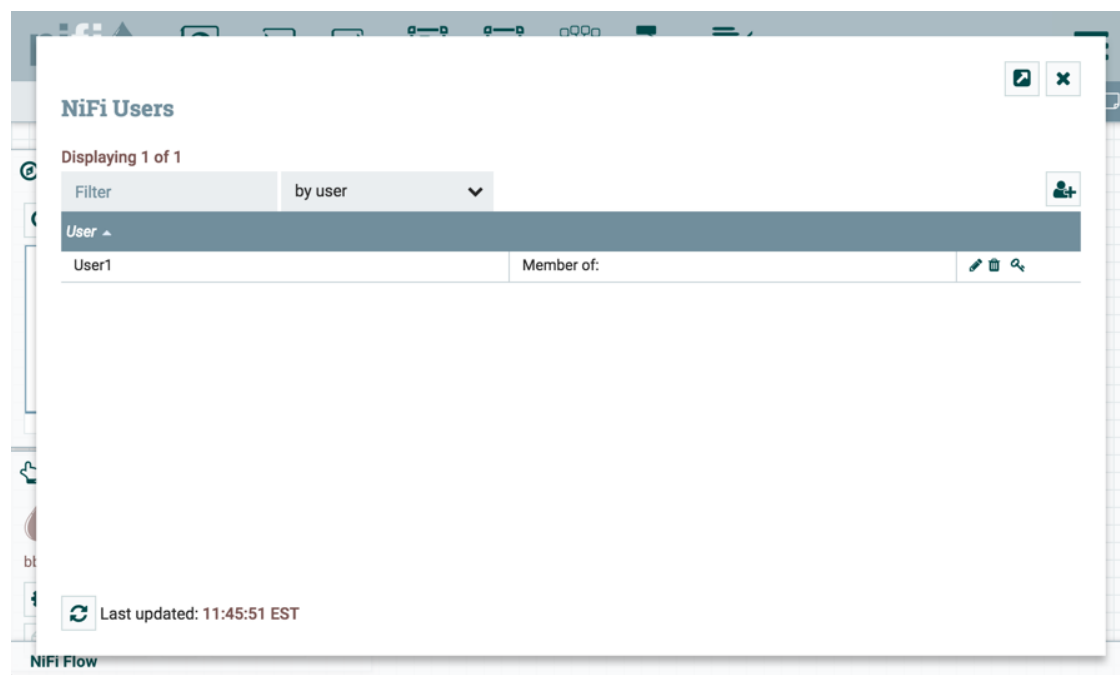 NiFi Users
Displaying 1 of 1
Filter by user
User
User1 Member of:
Last updated: 11:45:51 EST
NiFi Flow